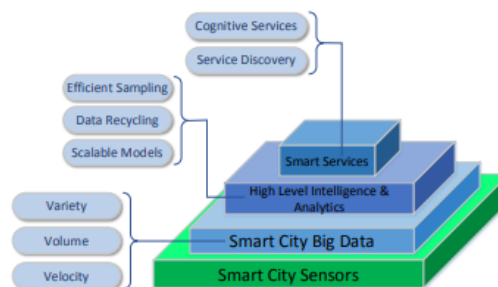 Cognitive Services
Service Discovery
Efficient Sampling
Data Recycling
Scalable Models
Smart Services
High Level Intelligence &
Analytics
Variety
Volume
Velocity
Smart City Big Data
Smart City Sensors